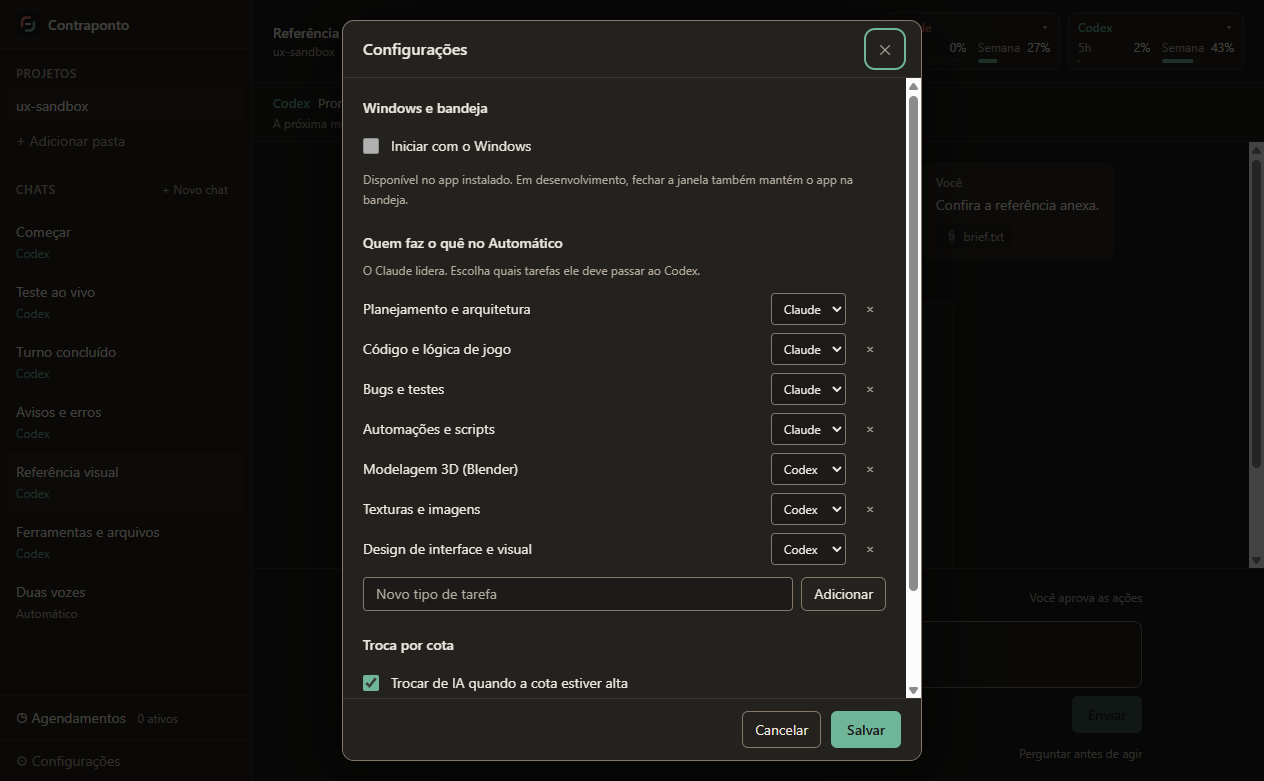 Contraponto
PROJETOS
ux-sandbox
+ Adicionar pasta
CHATS
+ Novo chat
Começar
Codex
Teste ao vivo
Codex
Turno concluído
Codex
Avisos e erros
Codex
Referência visual
Codex
Ferramentas e arquivos
Codex
Duas vozes
Automático
Agendamentos 0 ativos
Configurações
Referência
ux-sandbox
0% Semana 27%
Codex
5h 2% Semana 43%
Codex
Você
Confira a referência anexa.
brief.txt
Você aprova as ações
Enviar
Perguntar antes de agir
Configurações
Windows e bandeja
Iniciar com o Windows
Disponível no app instalado. Em desenvolvimento, fechar a janela também mantém o app na
bandeja.
Quem faz o quê no Automático
O Claude lidera. Escolha quais tarefas ele deve passar ao Codex.
Planejamento e arquitetura Claude ×
Código e lógica de jogo Claude ×
Bugs e testes Claude ×
Automações e scripts Claude ×
Modelagem 3D (Blender) Codex ×
Texturas e imagens Codex ×
Design de interface e visual Codex ×
Novo tipo de tarefa Adicionar
Troca por cota
Trocar de IA quando a cota estiver alta
Cancelar Salvar